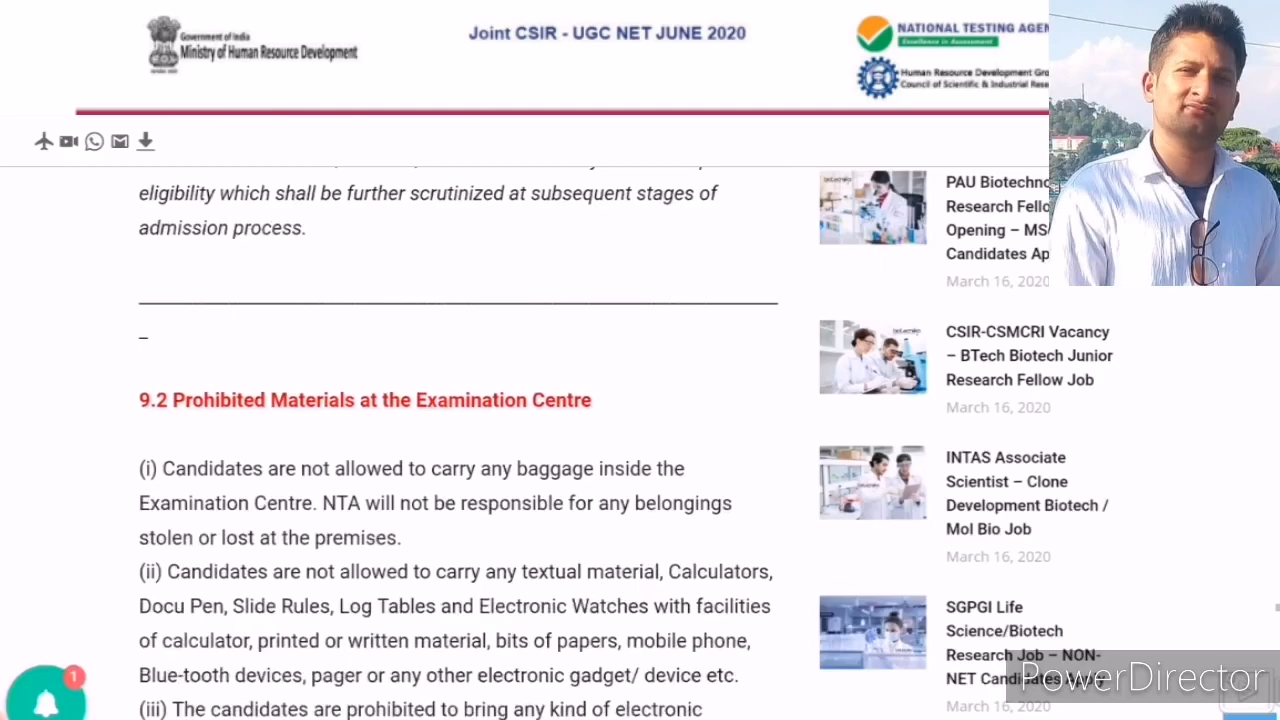 Government of India
Ministry of Human Resource Development
Joint CSIR - UGC NET JUNE 2020
NATIONAL TESTING AGEN
Excellence in Assessment
Human Resource Development Gro
Council of Scientific & Industrial Rese
eligibility which shall be further scrutinized at subsequent stages of
admission process.
9.2 Prohibited Materials at the Examination Centre
(i) Candidates are not allowed to carry any baggage inside the
Examination Centre. NTA will not be responsible for any belongings
stolen or lost at the premises.
(ii) Candidates are not allowed to carry any textual material, Calculators,
Docu Pen, Slide Rules, Log Tables and Electronic Watches with facilities
of calculator, printed or written material, bits of papers, mobile phone,
Blue-tooth devices, pager or any other electronic gadget/ device etc.
(iii) The candidates are prohibited to bring any kind of electronic
1
PAU Biotechno
Research Fello
Opening – MS
Candidates Ap
March 16, 2020
CSIR-CSMCRI Vacancy
– BTech Biotech Junior
Research Fellow Job
March 16, 2020
INTAS Associate
Scientist – Clone
Development Biotech /
Mol Bio Job
March 16, 2020
SGPGI Life
Science/Biotech
Research Job – NON-
NET Candidates
March 16, 2020
PowerDirector